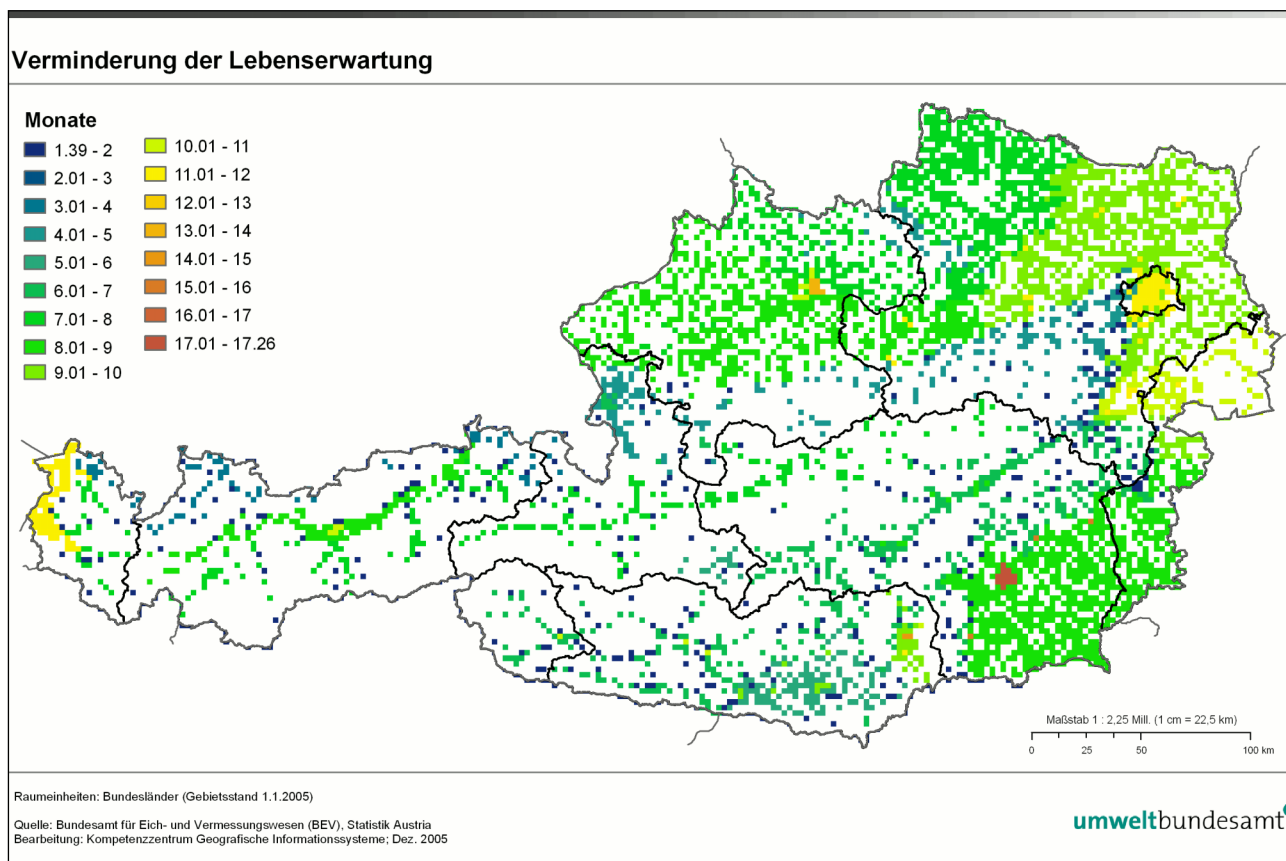 Verminderung der Lebenserwartung
Monate
1.39 - 2
2.01 - 3
3.01 - 4
4.01 - 5
5.01 - 6
6.01 - 7
7.01 - 8
8.01 - 9
9.01 - 10
10.01 - 11
11.01 - 12
12.01 - 13
13.01 - 14
14.01 - 15
15.01 - 16
16.01 - 17
17.01 - 17.26
Maßstab 1 : 2,25 Mill. (1 cm = 22,5 km)
0 25 50 100 km
Raumeinheiten: Bundesländer (Gebietsstand 1.1.2005)
Quelle: Bundesamt für Eich- und Vermessungswesen (BEV), Statistik Austria
Bearbeitung: Kompetenzzentrum Geografische Informationssysteme; Dez. 2005
umweltbundesamt